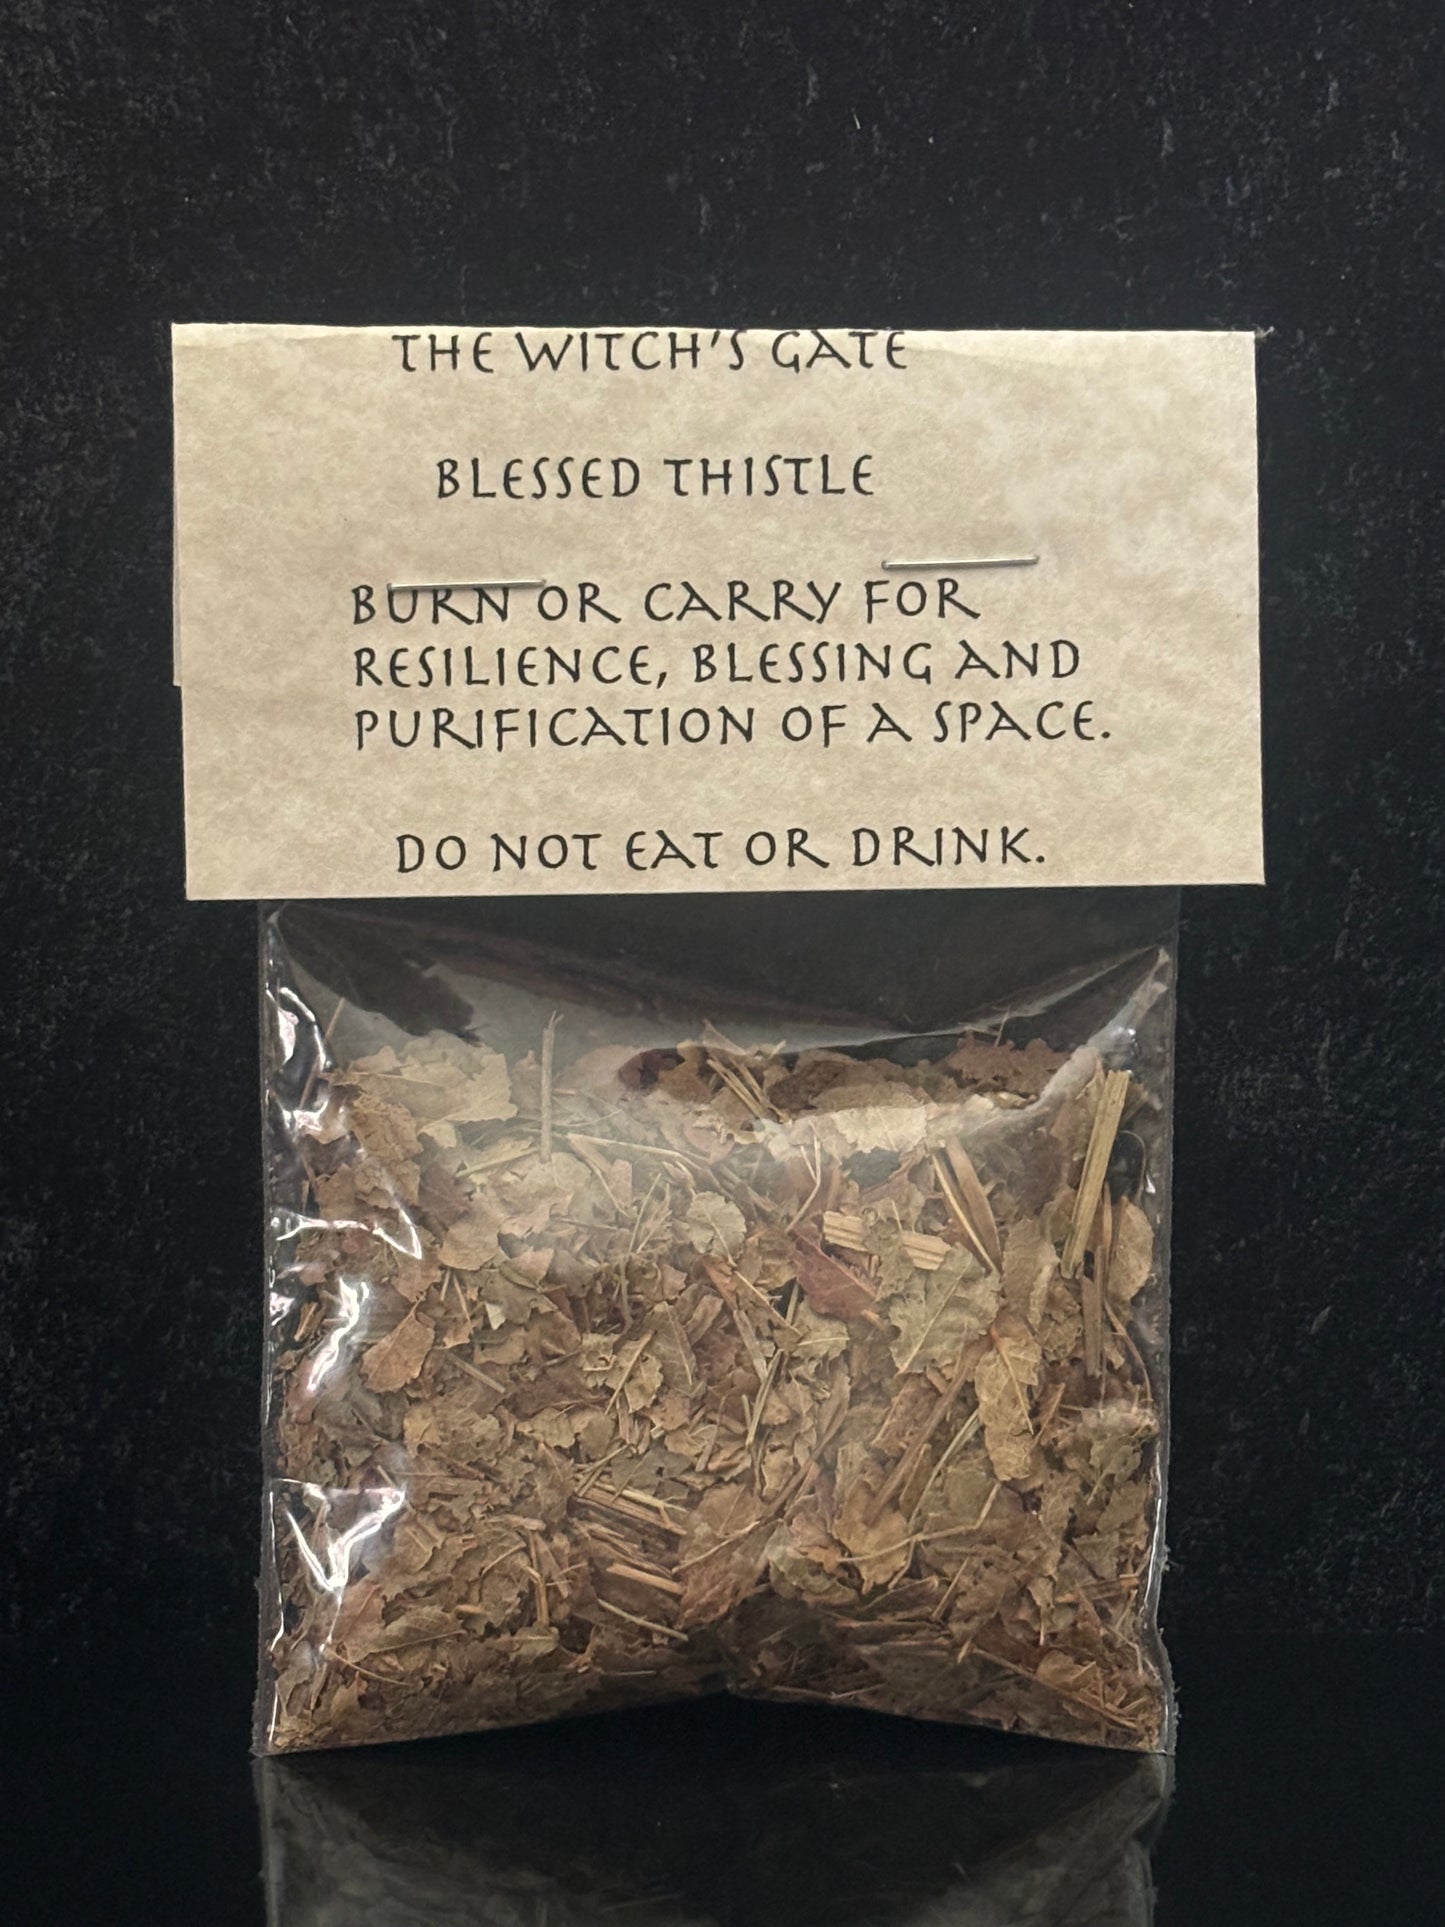 THE WITCH'S GATE
BLESSED THISTLE
BURN OR CARRY FOR
RESILIENCE, BLESSING AND
PURIFICATION OF A SPACE.
DO NOT EAT OR DRINK.